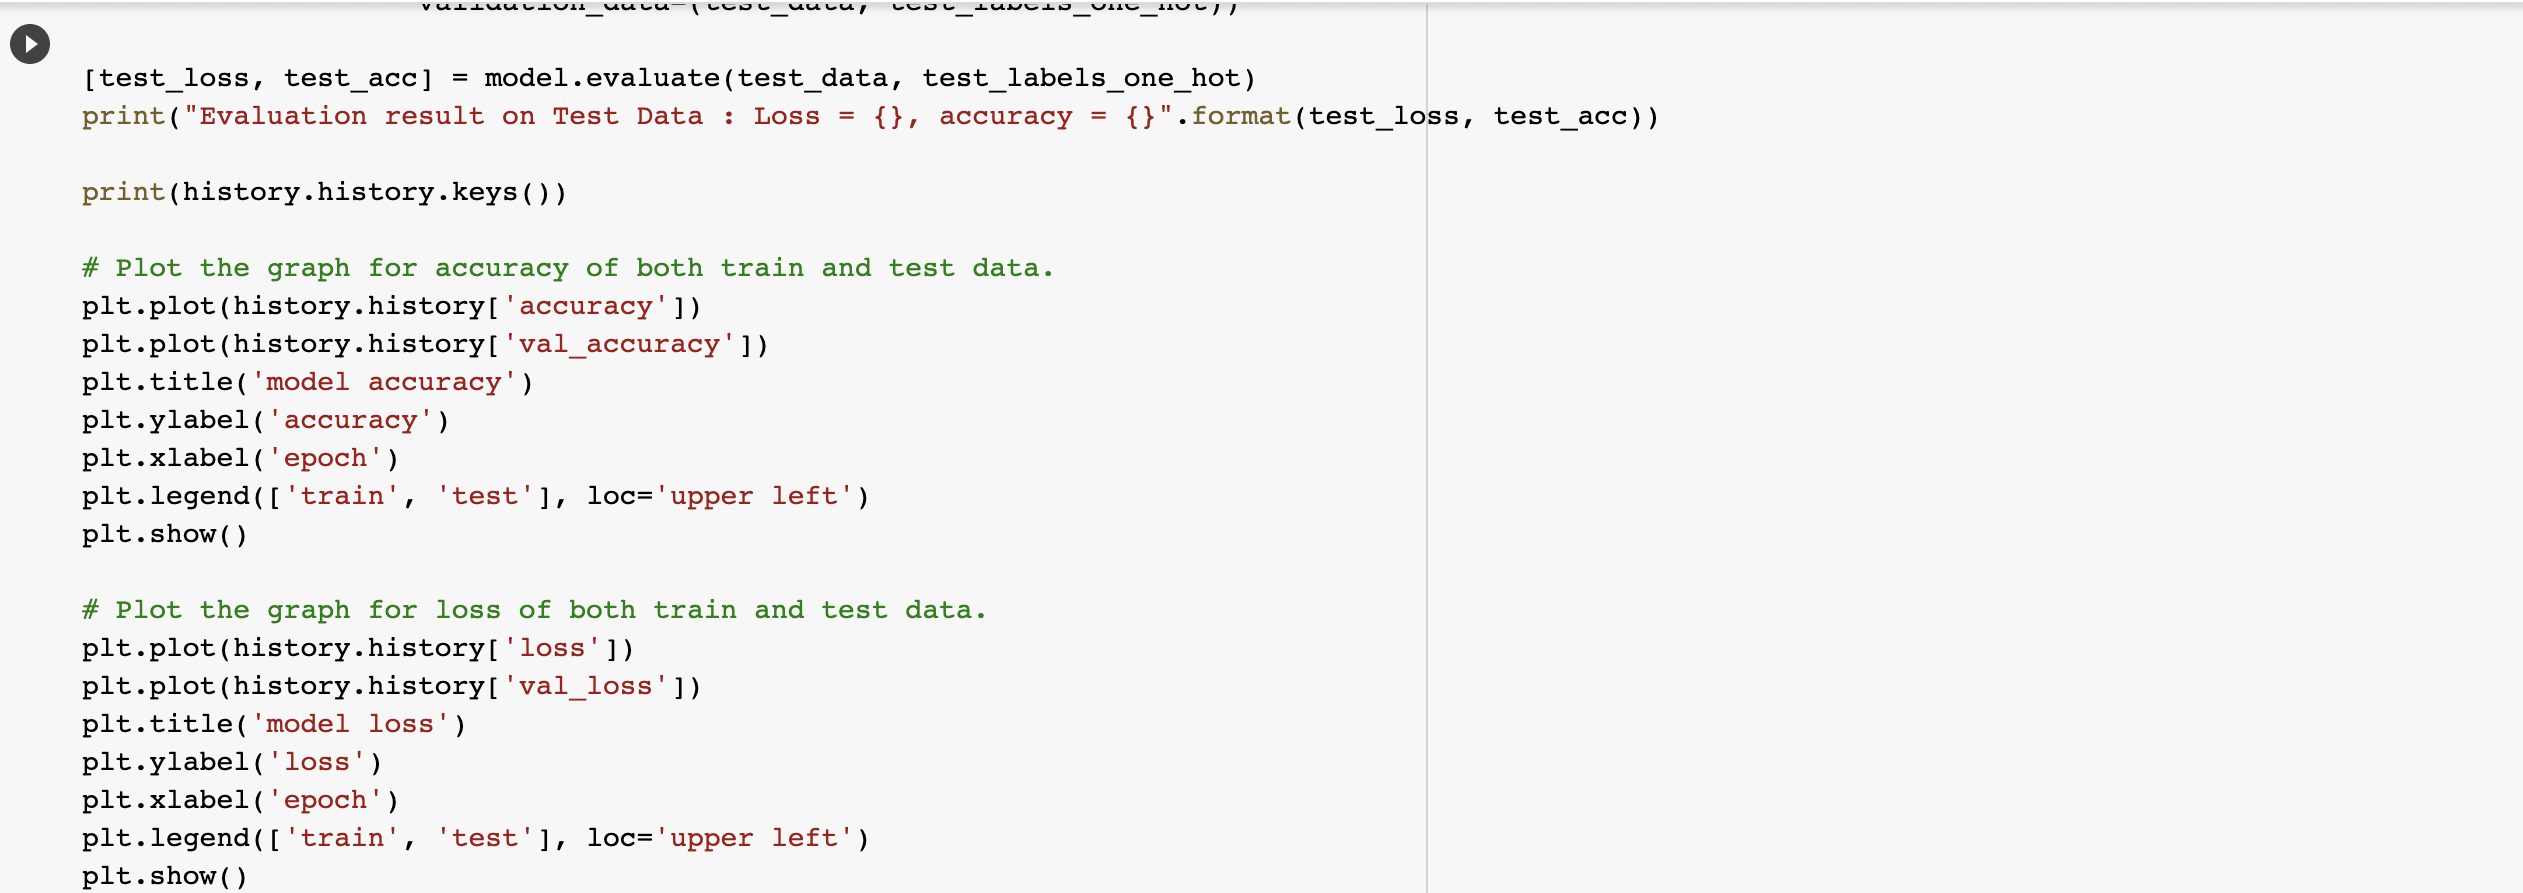 validation_data=(test_data, test_labels_one_hot))
[test_loss, test_acc] = model.evaluate(test_data, test_labels_one_hot)
print("Evaluation result on Test Data : Loss = {}, accuracy = {}".format(test_loss, test_acc))
print(history.history.keys())
# Plot the graph for accuracy of both train and test data.
plt.plot(history.history['accuracy'])
plt.plot(history.history['val_accuracy'])
plt.title('model accuracy')
plt.ylabel('accuracy')
plt.xlabel('epoch')
plt.legend(['train', 'test'], loc='upper left')
plt.show()
# Plot the graph for loss of both train and test data.
plt.plot(history.history['loss'])
plt.plot(history.history['val_loss'])
plt.title('model loss')
plt.ylabel('loss')
plt.xlabel('epoch')
plt.legend(['train', 'test'], loc='upper left')
plt.show()